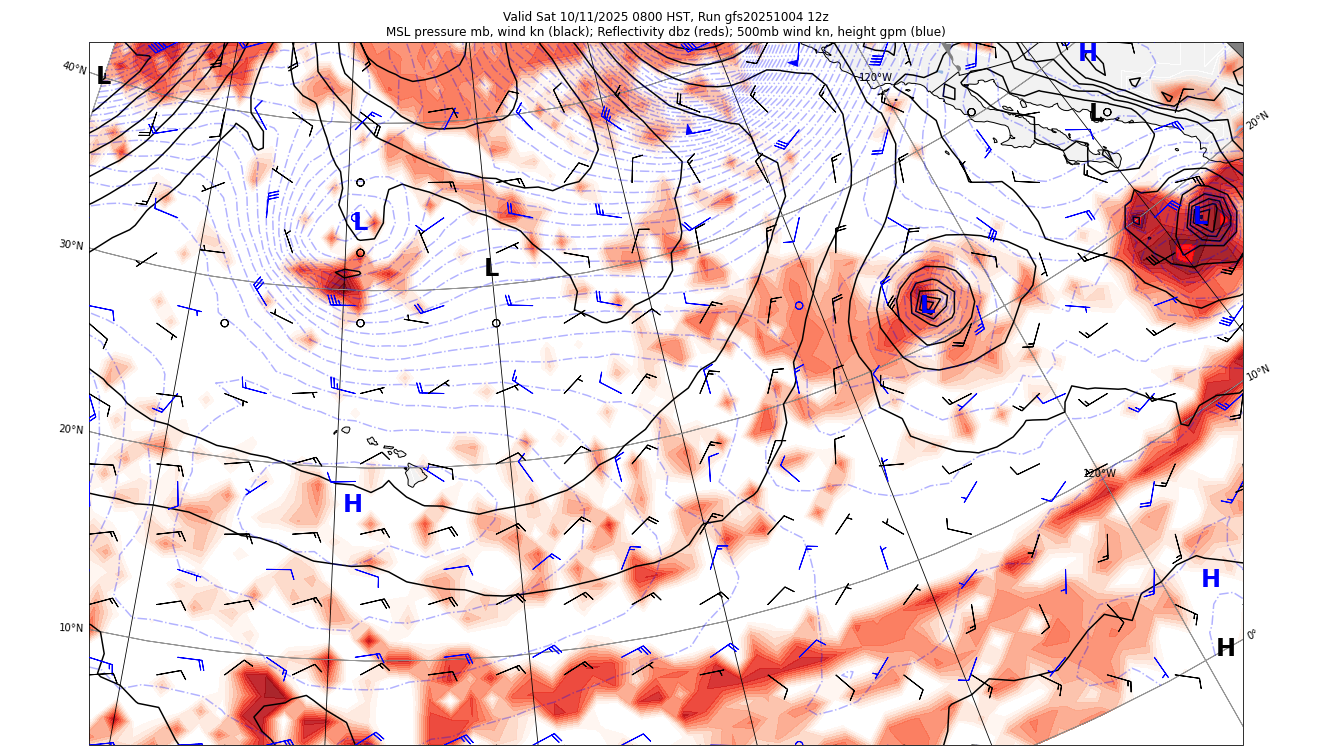 Valid Sat 10/11/2025 0800 HST, Run gfs20251004 12z
MSL pressure mb, wind kn (black); Reflectivity dbz (reds); 500mb wind kn, height gpm (blue)
40°N
L
120°W
H
L
20°N
30°N
L
L
L
L
10°N
20°N
120°W
H
H
10°N
0°
H